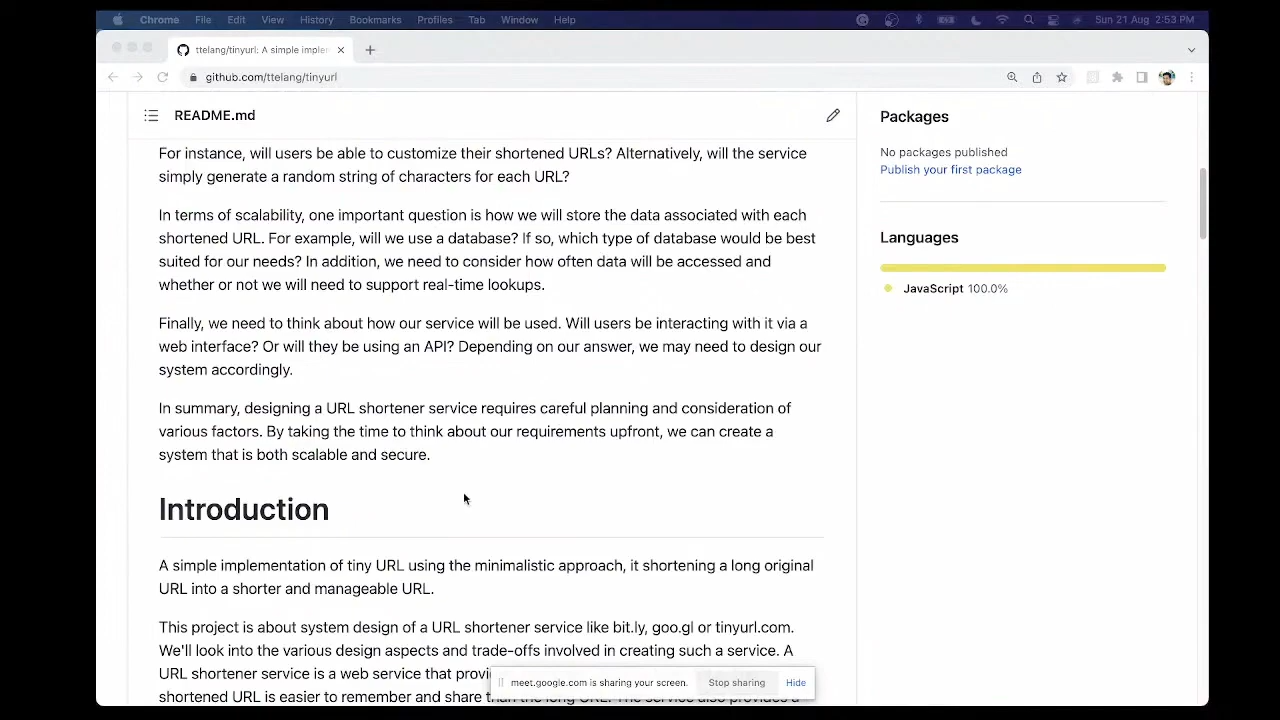 Chrome File Edit View History Bookmarks Profiles Tab Window Help Sun 21 Aug 2:53 PM
ttelang/tinyurl: A simple implem
github.com/ttelang/tinyurl
README.md
For instance, will users be able to customize their shortened URLs? Alternatively, will the service
simply generate a random string of characters for each URL?
In terms of scalability, one important question is how we will store the data associated with each
shortened URL. For example, will we use a database? If so, which type of database would be best
suited for our needs? In addition, we need to consider how often data will be accessed and
whether or not we will need to support real-time lookups.
Finally, we need to think about how our service will be used. Will users be interacting with it via a
web interface? Or will they be using an API? Depending on our answer, we may need to design our
system accordingly.
In summary, designing a URL shortener service requires careful planning and consideration of
various factors. By taking the time to think about our requirements upfront, we can create a
system that is both scalable and secure.
Introduction
A simple implementation of tiny URL using the minimalistic approach, it shortening a long original
URL into a shorter and manageable URL.
This project is about system design of a URL shortener service like bit.ly, goo.gl or tinyurl.com.
We'll look into the various design aspects and trade-offs involved in creating such a service. A
URL shortener service is a web service that provi
shortened URL is easier to remember and share than the long URL. The service also provides a
meet.google.com is sharing your screen. Stop sharing Hide
Packages
No packages published
Publish your first package
Languages
JavaScript 100.0%